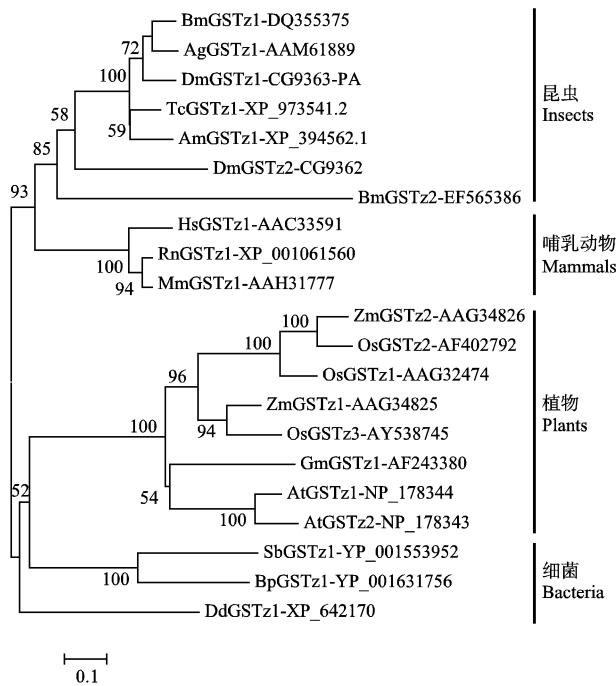 BmGSTz1-DQ355375
AgGSTz1-AAM61889
72
DmGSTz1-CG9363-PA
100
TcGSTz1-XP_973541.2
58
59
AmGSTz1-XP_394562.1
85
DmGSTz2-CG9362
93
BmGSTz2-EF565386
昆虫
Insects
HsGSTz1-AAC33591
RnGSTz1-XP_001061560
100
94
MmGSTz1-AAH31777
哺乳动物
Mammals
ZmGSTz2-AAG34826
100
OsGSTz2-AF402792
100
OsGSTz1-AAG32474
96
ZmGSTz1-AAG34825
94
OsGSTz3-AY538745
100
GmGSTz1-AF243380
54
AtGSTz1-NP_178344
100
AtGSTz2-NP_178343
植物
Plants
52
SbGSTz1-YP_001553952
100
BpGSTz1-YP_001631756
DdGSTz1-XP_642170
细菌
Bacteria
0.1